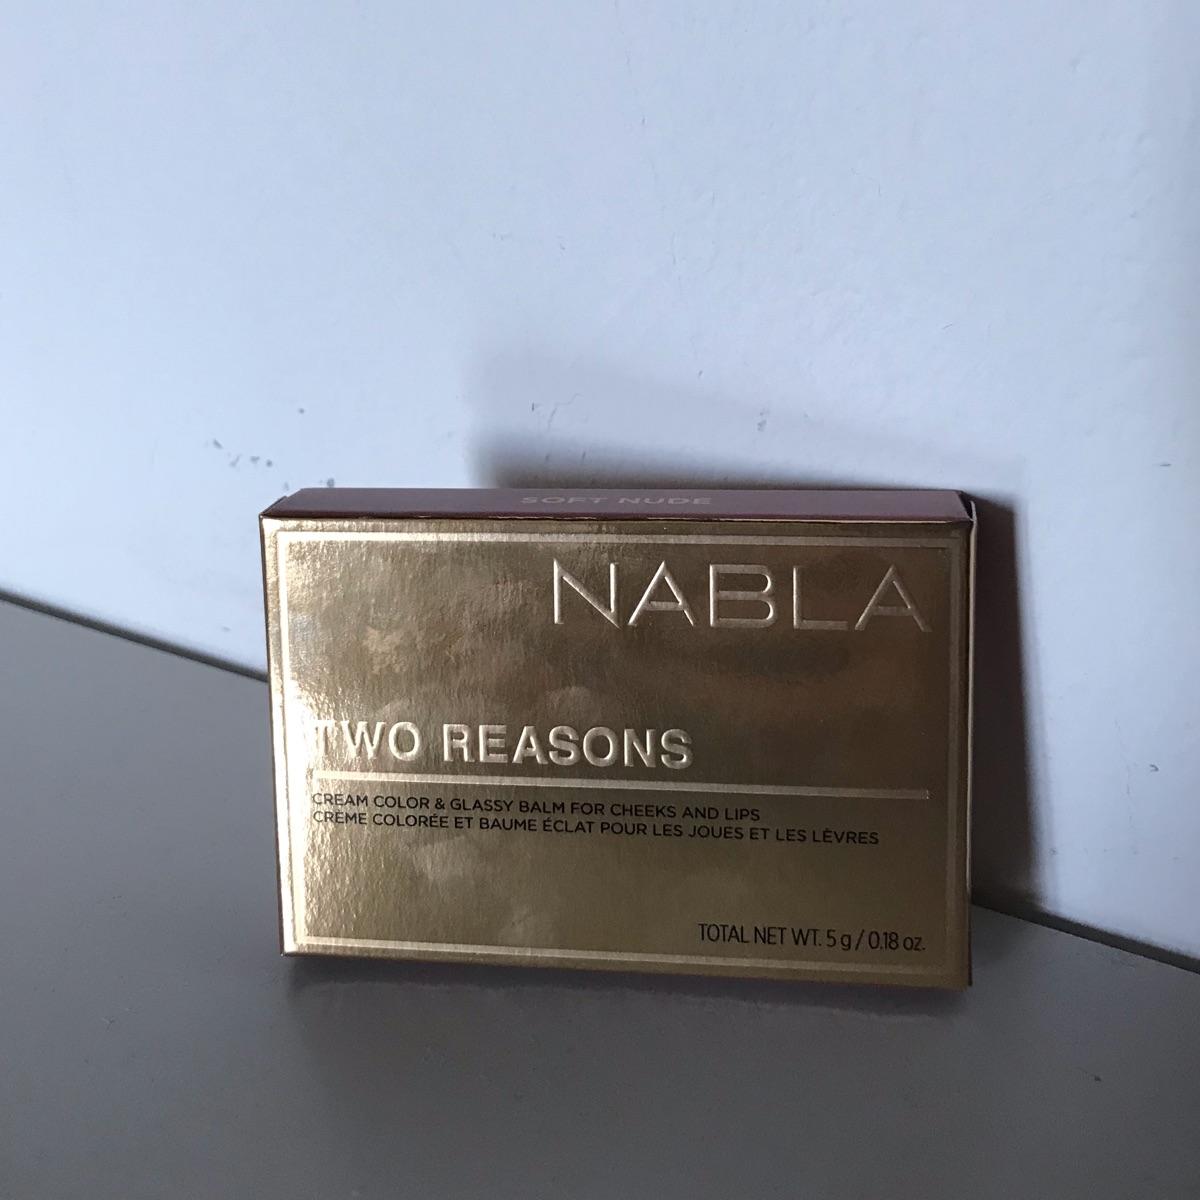 SOFT NUDE
NABLA
TWO REASONS
CREAM COLOR & GLASSY BALM FOR CHEEKS AND LIPS
CRÈME COLORÉE ET BAUME ÉCLAT POUR LES JOUES ET LES LÈVRES
TOTAL NET WT. 5 g / 0.18 oz.